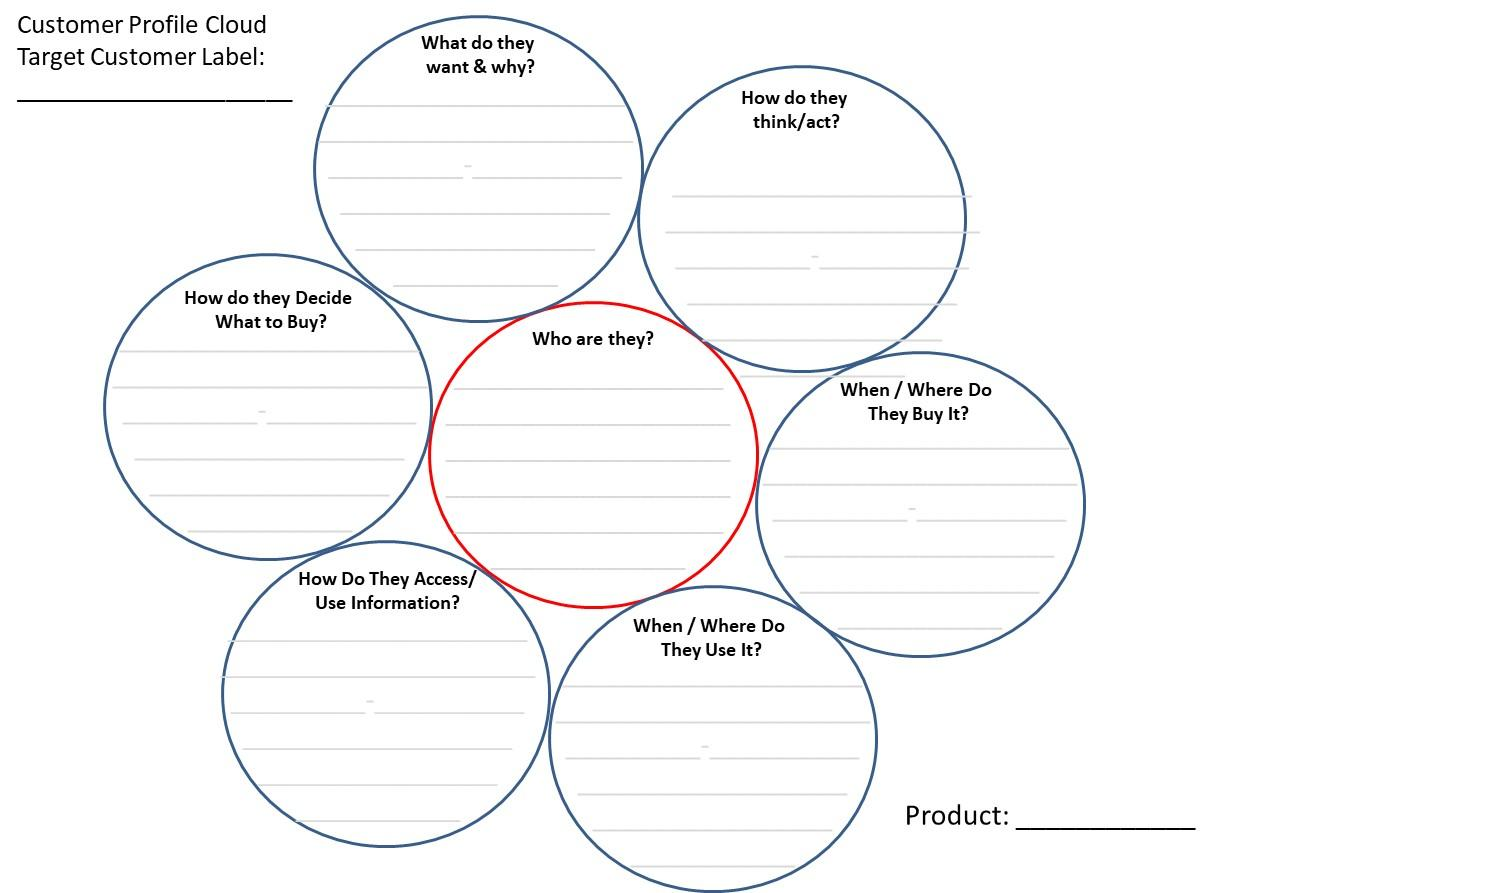 Customer Profile Cloud
Target Customer Label:
____________________
What do they
want & why?
How do they
think/act?
How do they Decide
What to Buy?
Who are they?
When / Where Do
They Buy It?
How Do They Access/
Use Information?
When / Where Do
They Use It?
Product: ____________